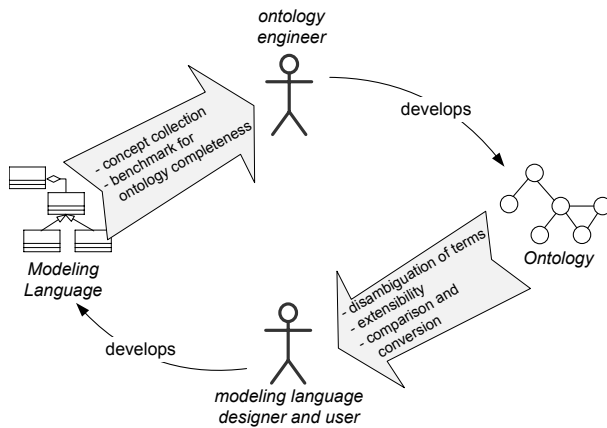 ontology
engineer
develops
- concept collection
- benchmark for
ontology completeness
Modeling
Language
Ontology
- disambiguation of terms
- extensibility
- comparison and
conversion
develops
modeling language
designer and user